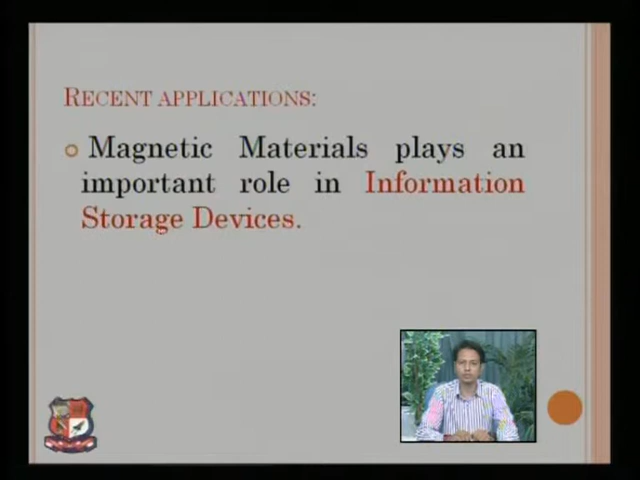 RECENT APPLICATIONS:
Magnetic Materials plays an
important role in Information
Storage Devices.